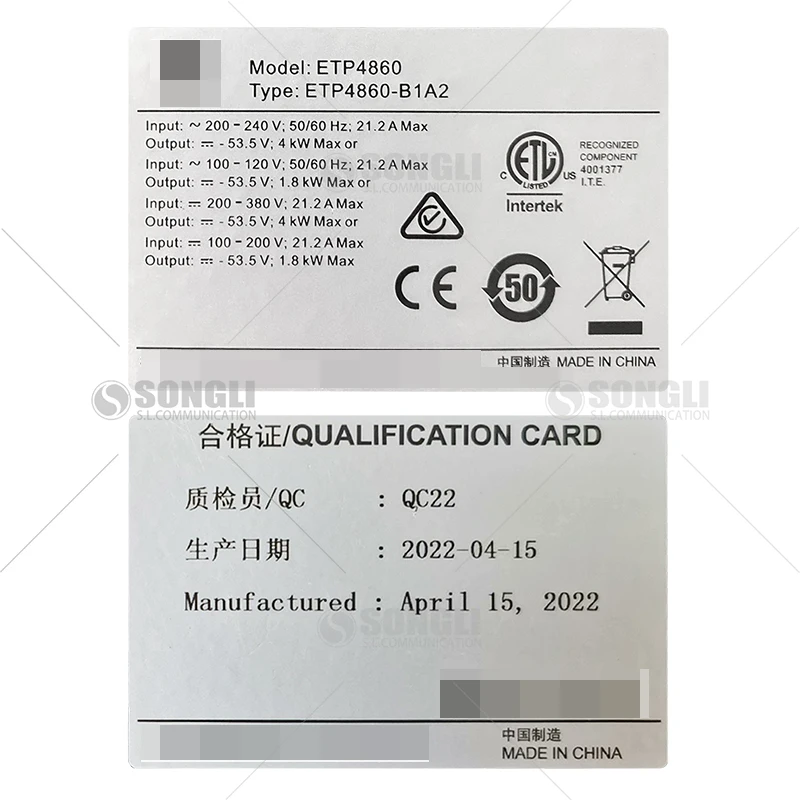 Model: ETP4860
Type: ETP4860-B1A2
Input: ~ 200 - 240 V; 50/60 Hz; 21.2 A Max
Output: ⎓ - 53.5 V; 4 kW Max or
Input: ~ 100 - 120 V; 50/60 Hz; 21.2 A Max
Output: ⎓ - 53.5 V; 1.8 kW Max or
Input: ⎓ 200 - 380 V; 21.2 A Max
Output: ⎓ - 53.5 V; 4 kW Max or
Input: ⎓ 100 - 200 V; 21.2 A Max
Output: ⎓ - 53.5 V; 1.8 kW Max
ETL CM
C LISTED US
Intertek
RECOGNIZED
COMPONENT
4001377
I.T.E.
CE
50
中国制造 MADE IN CHINA
SONGLI
S.L.COMMUNICATION
SONGLI
S.L.COMMUNICATION
SONGLI
S.L.COMMUNICATION
合格证/QUALIFICATION CARD
质检员/QC : QC22
生产日期 : 2022-04-15
Manufactured : April 15, 2022
SONGLI
S.L.COMMUNICATION
中国制造
MADE IN CHINA